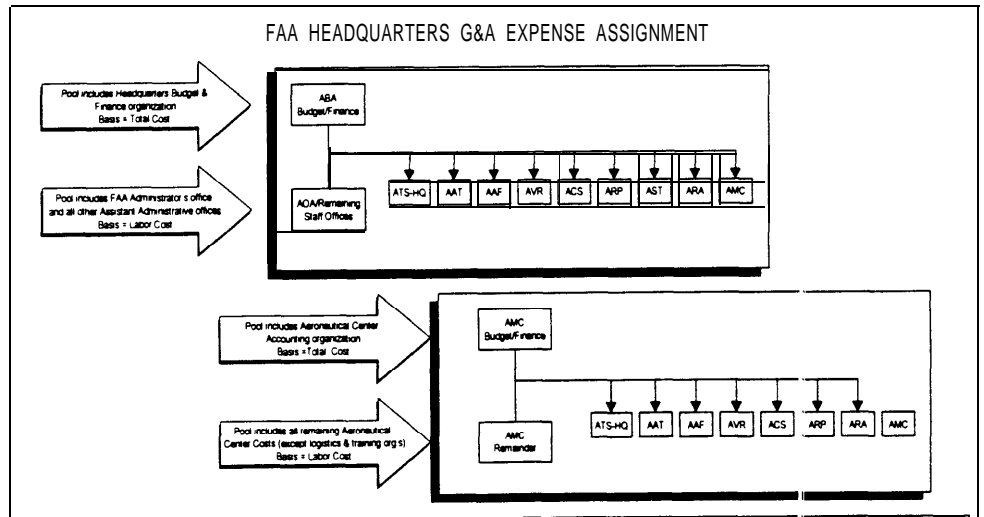 FAA HEADQUARTERS G&A EXPENSE ASSIGNMENT
Pool includes Headquarters Budget &
Finance organization
Basis = Total Cost
ABA
Budget/Finance
Pool includes FAA Administrator s office
and all other Assistant Administrative offices
Basis = Labor Cost
AOA/Remaining
Staff Offices
ATS-HQ AAT AAF AVR ACS ARP AST ARA AMC
Pool includes Aeronautical Center
Accounting organization
Basis =Total Cost
AMC
Budget/Finance
Pool includes all remaining Aeronautical
Center Costs (except logistics & training org s)
Basis = Labor Cost
AMC
Remainder
ATS-HQ AAT AAF AVR ACS ARP ARA AMC